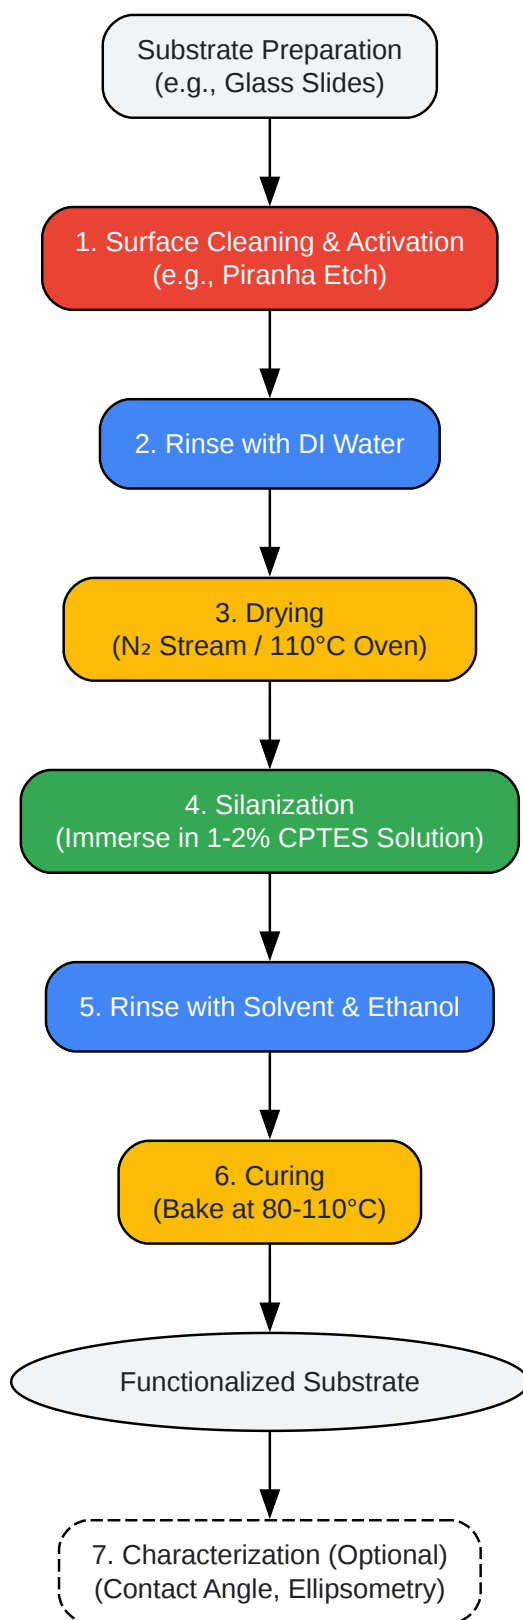 Substrate Preparation
(e.g., Glass Slides)
1. Surface Cleaning & Activation
(e.g., Piranha Etch)
2. Rinse with DI Water
3. Drying
(N₂ Stream / 110°C Oven)
4. Silanization
(Immerse in 1-2% CPTES Solution)
5. Rinse with Solvent & Ethanol
6. Curing
(Bake at 80-110°C)
Functionalized Substrate
7. Characterization (Optional)
(Contact Angle, Ellipsometry)